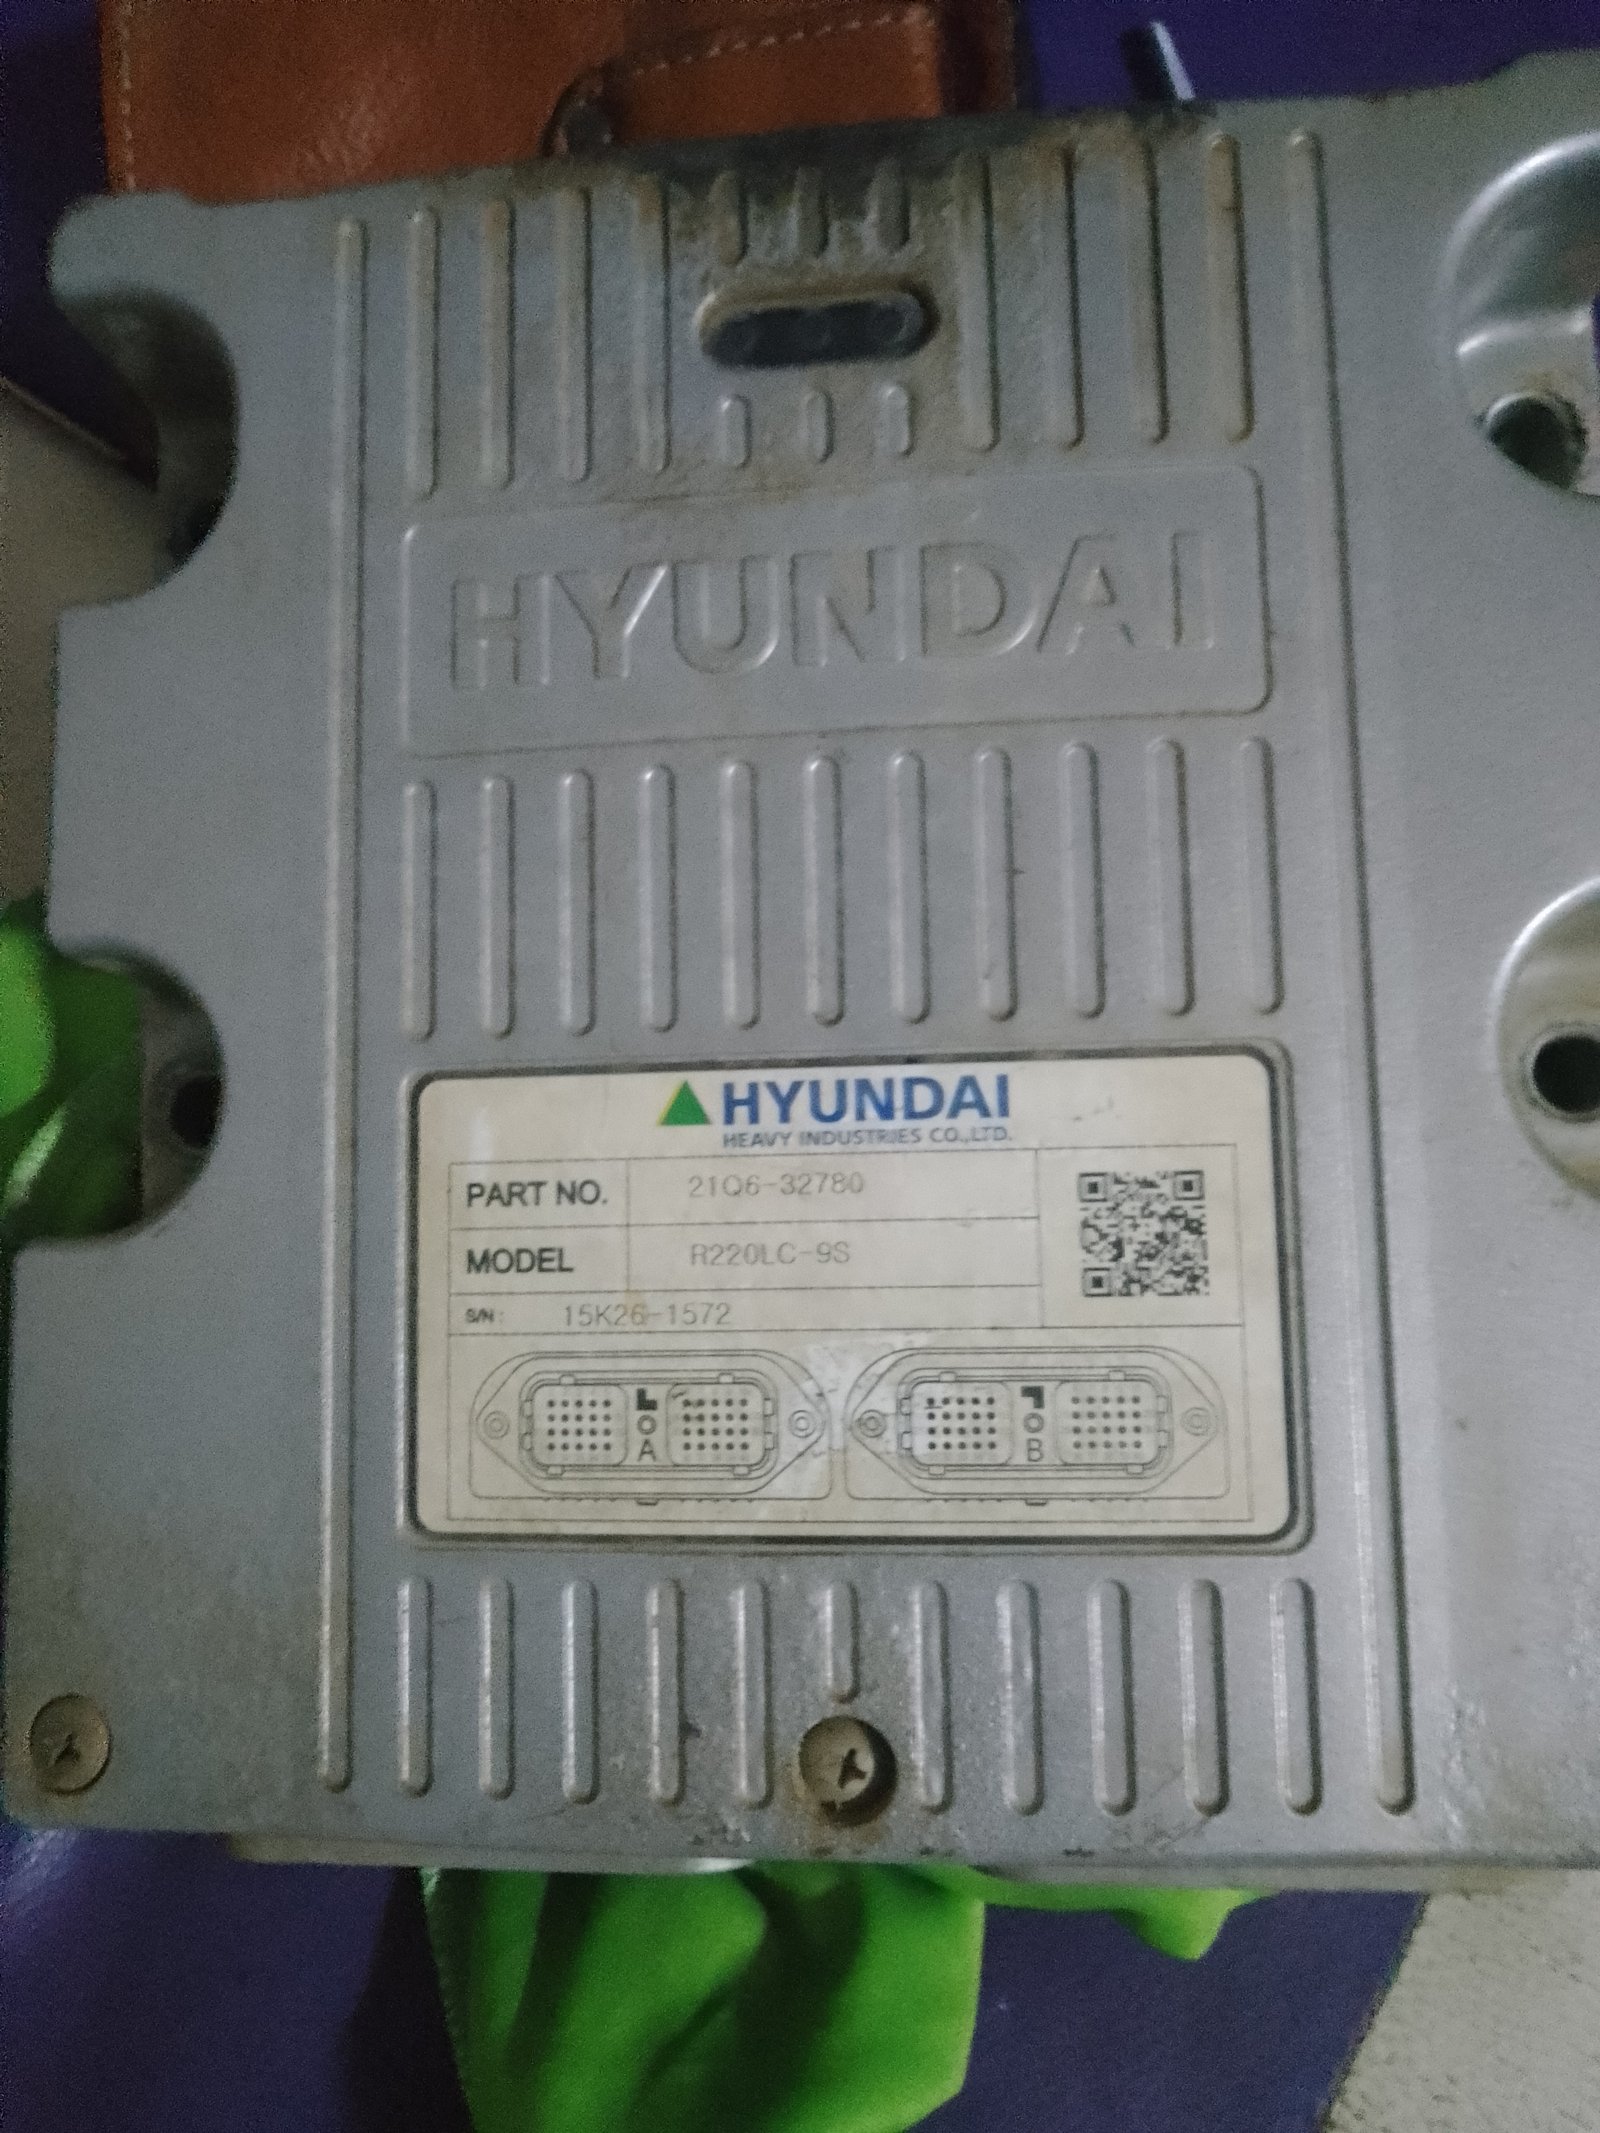 HYUNDAI
HYUNDAI
HEAVY INDUSTRIES CO.,LTD.
PART NO. 21Q6-32780
MODEL R220LC-9S
S/N: 15K26-1572
A B